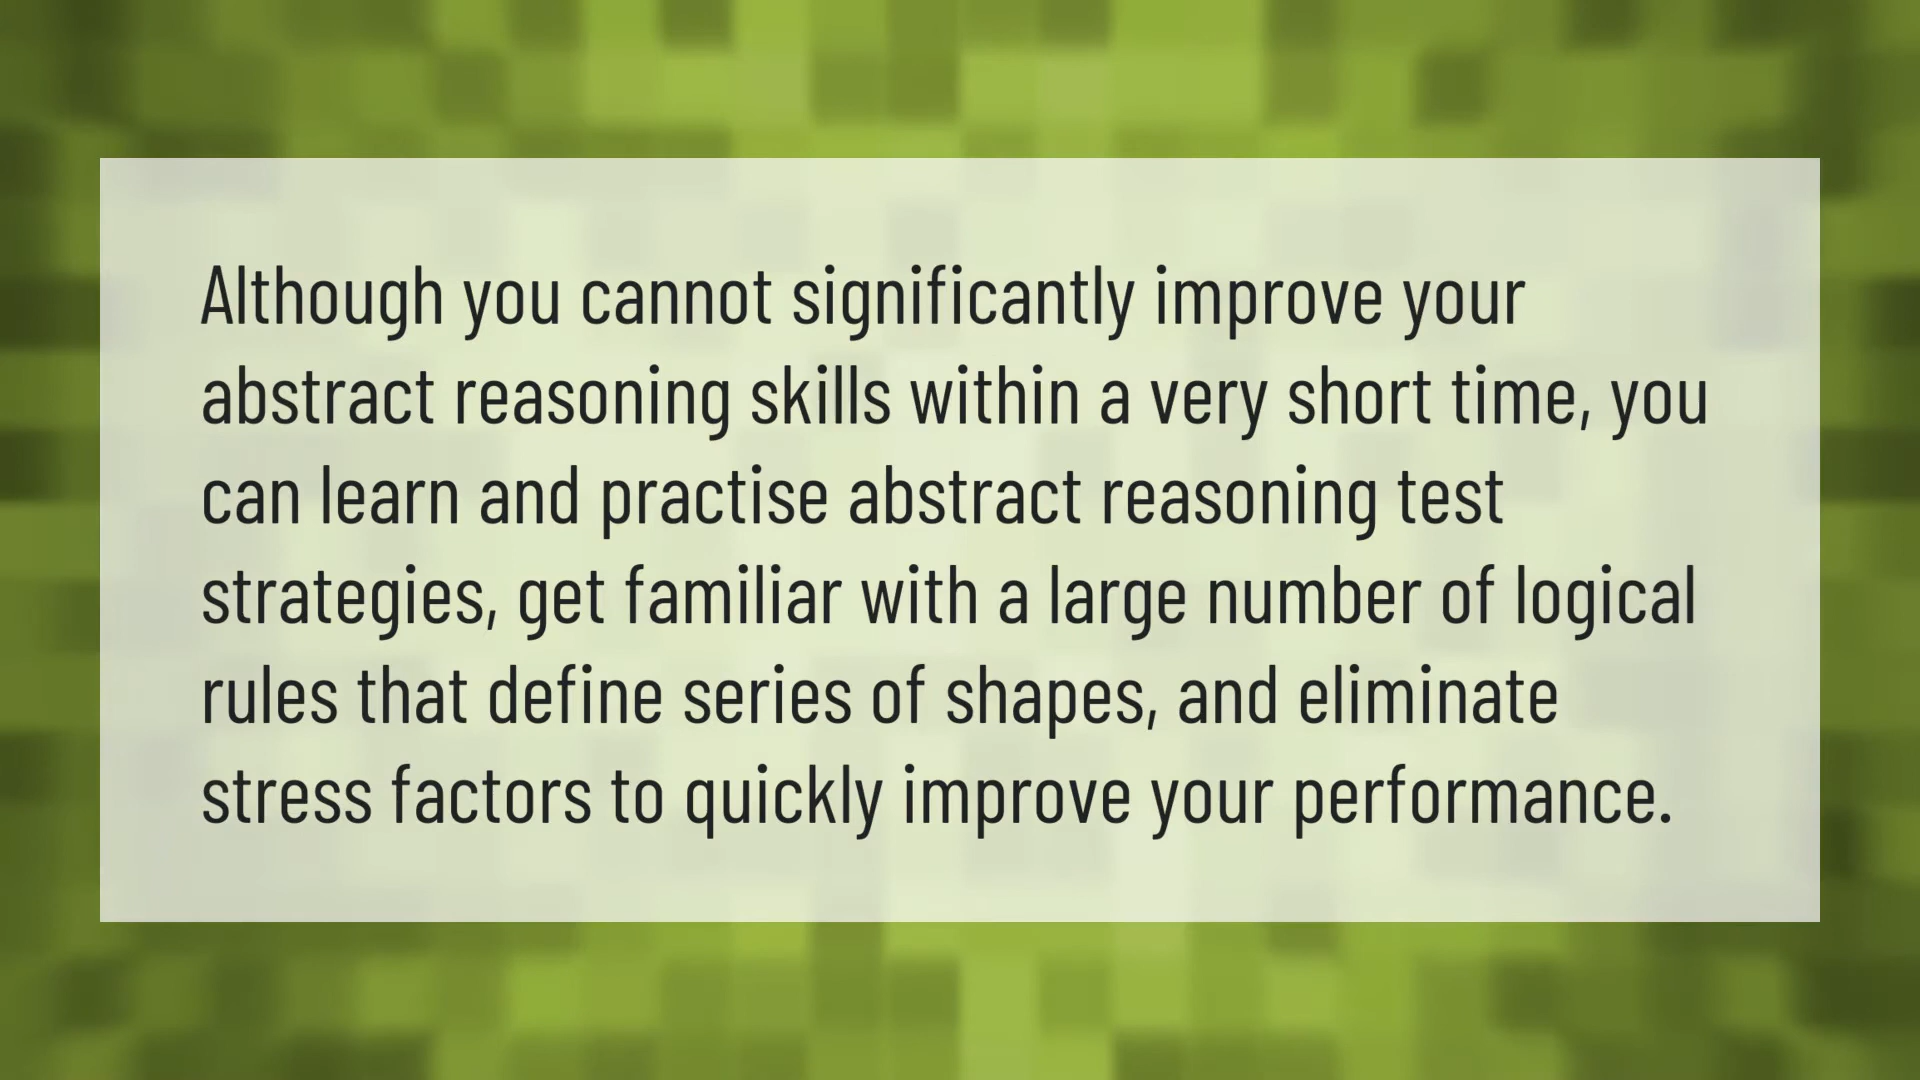 Although you cannot significantly improve your
abstract reasoning skills within a very short time, you
can learn and practise abstract reasoning test
strategies, get familiar with a large number of logical
rules that define series of shapes, and eliminate
stress factors to quickly improve your performance.